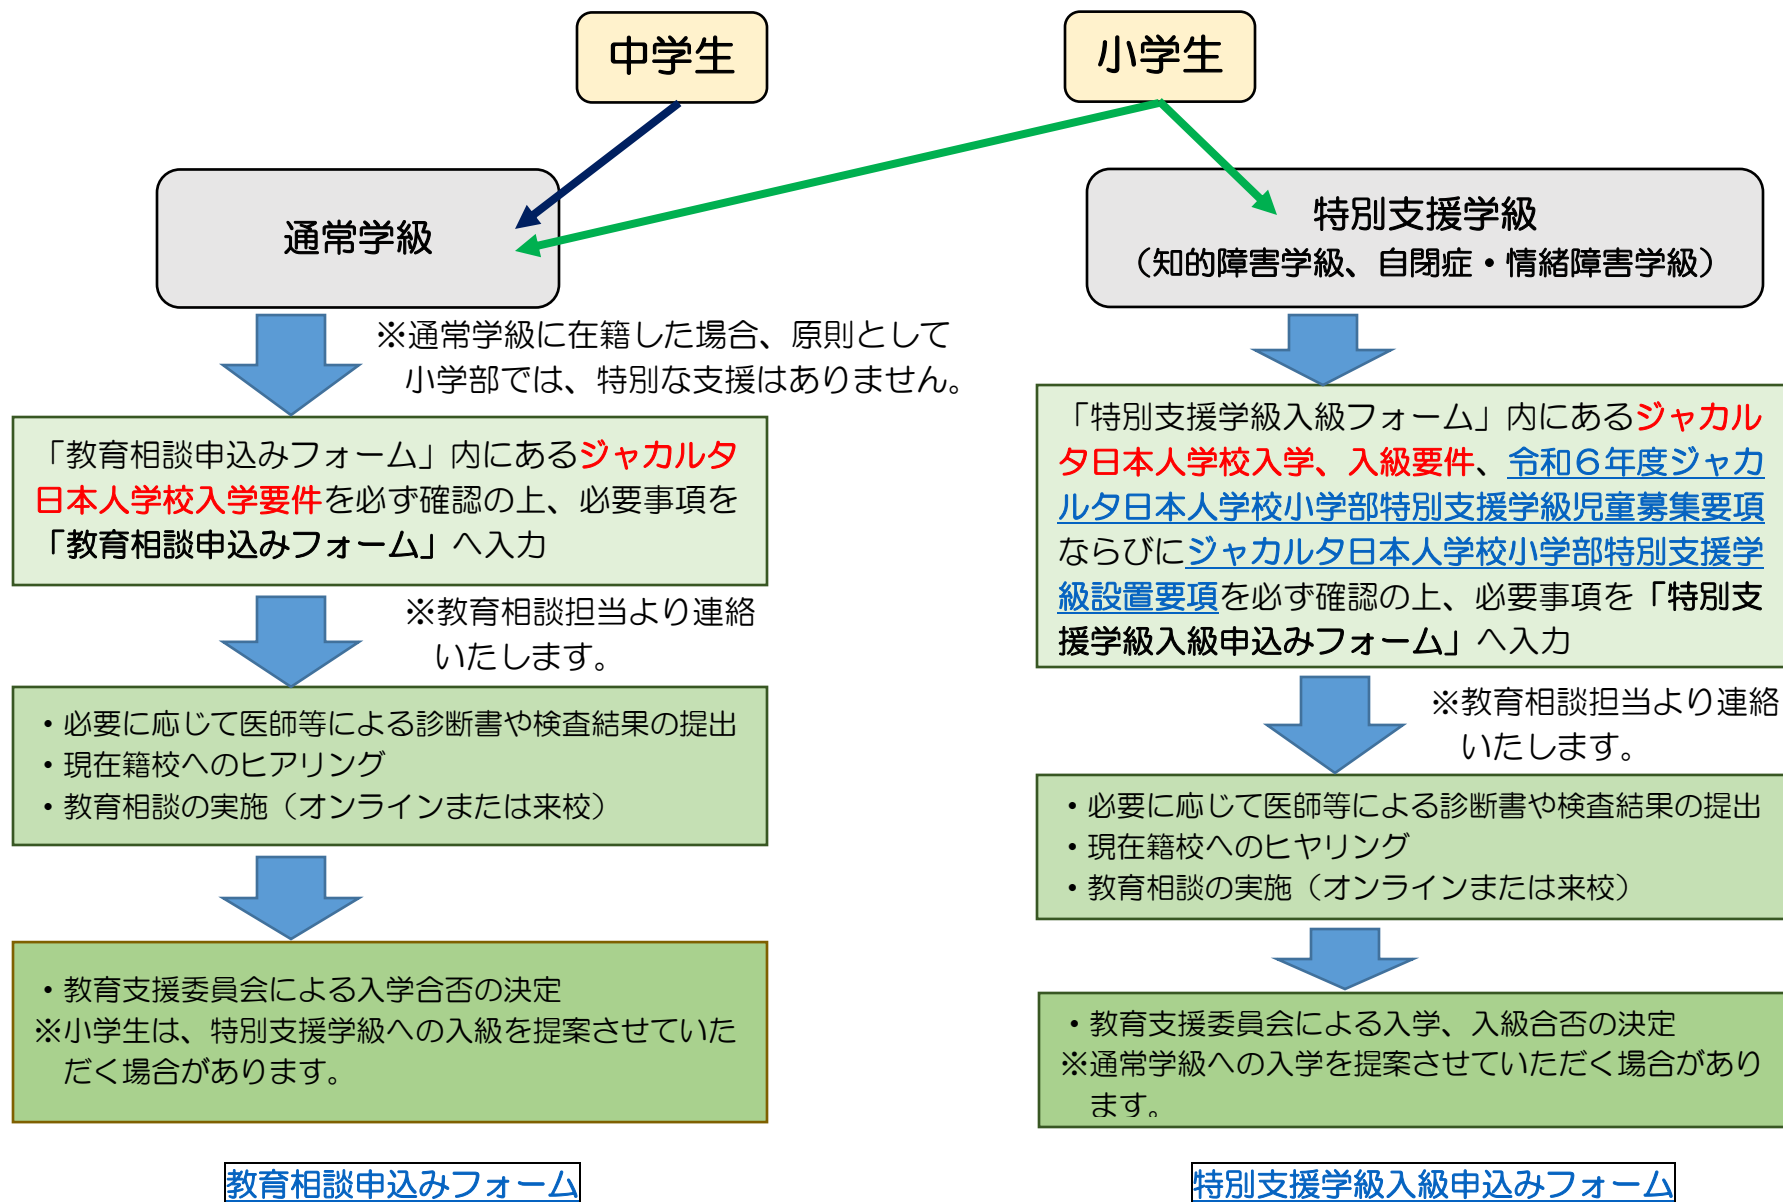 中学生
小学生
通常学級
特別支援学級
（知的障害学級、自閉症・情緒障害学級）
※通常学級に在籍した場合、原則として
小学部では、特別な支援はありません。
「教育相談申込みフォーム」内にあるジャカルタ
日本人学校入学要件を必ず確認の上、必要事項を
「教育相談申込みフォーム」へ入力
※教育相談担当より連絡
いたします。
・必要に応じて医師等による診断書や検査結果の提出
・現在籍校へのヒアリング
・教育相談の実施（オンラインまたは来校）
・教育支援委員会による入学合否の決定
※小学生は、特別支援学級への入級を提案させていた
だく場合があります。
教育相談申込みフォーム
「特別支援学級入級フォーム」内にあるジャカル
タ日本人学校入学、入級要件、令和６年度ジャカ
ルタ日本人学校小学部特別支援学級児童募集要項
ならびにジャカルタ日本人学校小学部特別支援学
級設置要項を必ず確認の上、必要事項を「特別支
援学級入級申込みフォーム」へ入力
※教育相談担当より連絡
いたします。
・必要に応じて医師等による診断書や検査結果の提出
・現在籍校へのヒヤリング
・教育相談の実施（オンラインまたは来校）
・教育支援委員会による入学、入級合否の決定
※通常学級への入学を提案させていただく場合があり
ます。
特別支援学級入級申込みフォーム